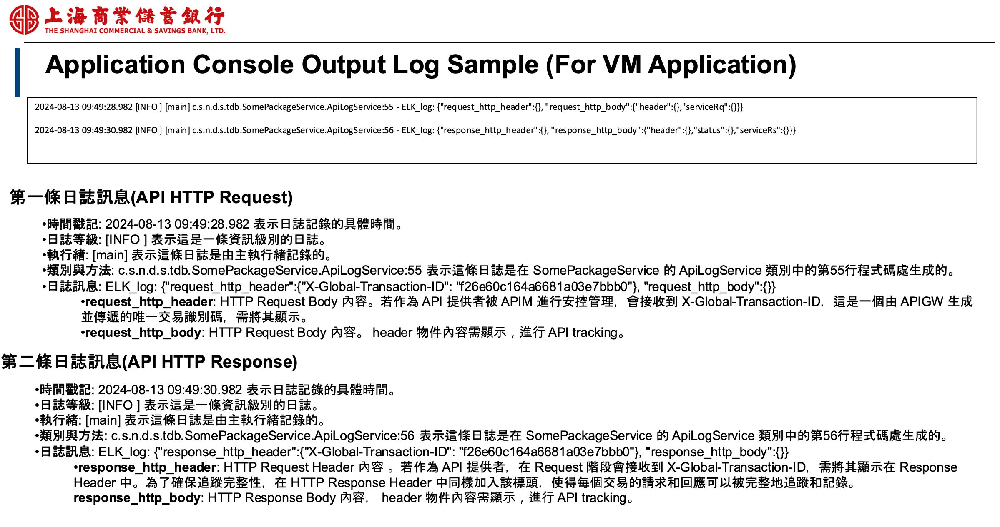 上海商業儲蓄銀行
THE SHANGHAI COMMERCIAL & SAVINGS BANK, LTD.
Application Console Output Log Sample (For VM Application)
2024-08-13 09:49:28.982 [INFO ] [main] c.s.n.d.s.tdb.SomePackageService.ApiLogService:55 - ELK_log: {"request_http_header":{}, "request_http_body":{"header":{},"serviceRq":{}}}
2024-08-13 09:49:30.982 [INFO ] [main] c.s.n.d.s.tdb.SomePackageService.ApiLogService:56 - ELK_log: {"response_http_header":{}, "response_http_body":{"header":{},"status":{},"serviceRs":{}}}
第一條日誌訊息(API HTTP Request)
•時間戳記: 2024-08-13 09:49:28.982 表示日誌記錄的具體時間。
•日誌等級: [INFO ] 表示這是一條資訊級別的日誌。
•執行緒: [main] 表示這條日誌是由主執行緒記錄的。
•類別與方法: c.s.n.d.s.tdb.SomePackageService.ApiLogService:55 表示這條日誌是在 SomePackageService 的 ApiLogService 類別中的第55行程式碼處生成的。
•日誌訊息: ELK_log: {"request_http_header":{"X-Global-Transaction-ID": "f26e60c164a6681a03e7bbb0"}, "request_http_body":{}}
•request_http_header: HTTP Request Body 內容。若作為 API 提供者被 APIM 進行安控管理，會接收到 X-Global-Transaction-ID，這是一個由 APIGW 生成
並傳遞的唯一交易識別碼，需將其顯示。
•request_http_body: HTTP Request Body 內容。 header 物件內容需顯示，進行 API tracking。
第二條日誌訊息(API HTTP Response)
•時間戳記: 2024-08-13 09:49:30.982 表示日誌記錄的具體時間。
•日誌等級: [INFO ] 表示這是一條資訊級別的日誌。
•執行緒: [main] 表示這條日誌是由主執行緒記錄的。
•類別與方法: c.s.n.d.s.tdb.SomePackageService.ApiLogService:56 表示這條日誌是在 SomePackageService 的 ApiLogService 類別中的第56行程式碼處生成的。
•日誌訊息: ELK_log: {"response_http_header":{"X-Global-Transaction-ID": "f26e60c164a6681a03e7bbb0"}, "response_http_body":{}}
•response_http_header: HTTP Request Header 內容 。若作為 API 提供者，在 Request 階段會接收到 X-Global-Transaction-ID，需將其顯示在 Response
Header 中。為了確保追蹤完整性，在 HTTP Response Header 中同樣加入該標頭，使得每個交易的請求和回應可以被完整地追蹤和記錄。
response_http_body: HTTP Response Body 內容， header 物件內容需顯示，進行 API tracking。